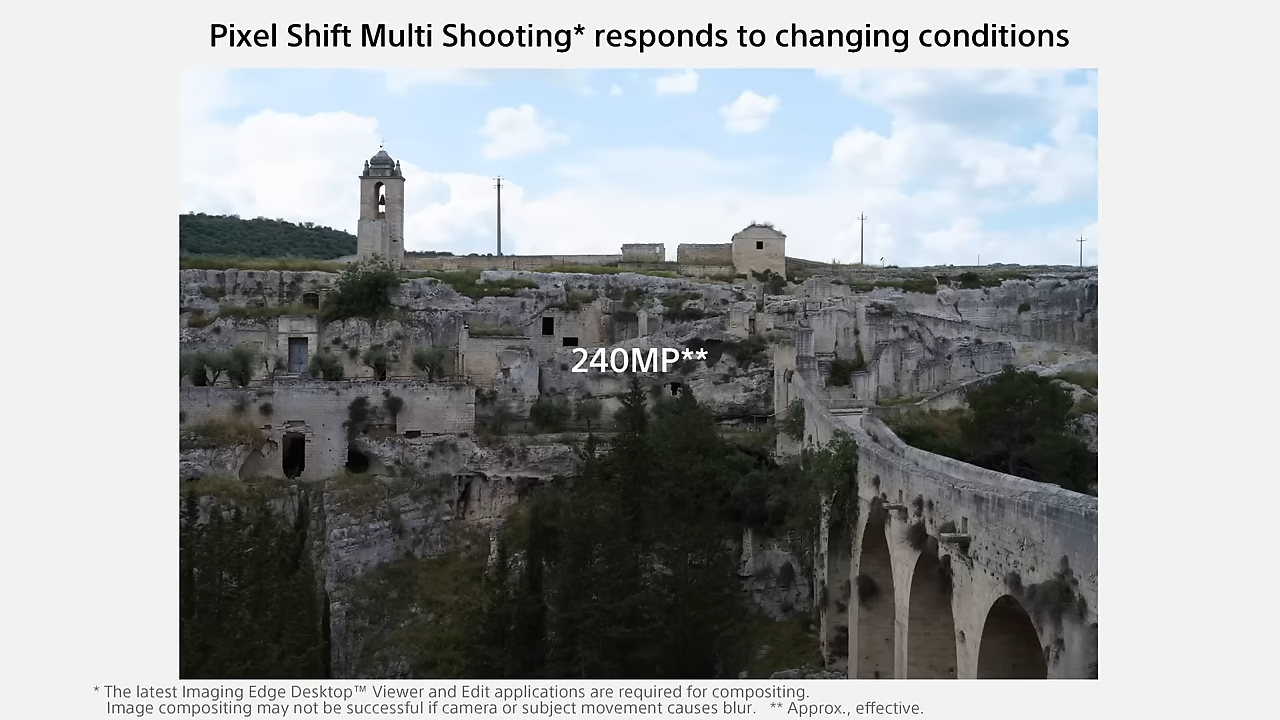 Pixel Shift Multi Shooting* responds to changing conditions
240MP**
* The latest Imaging Edge Desktop™ Viewer and Edit applications are required for compositing.
Image compositing may not be successful if camera or subject movement causes blur. ** Approx., effective.